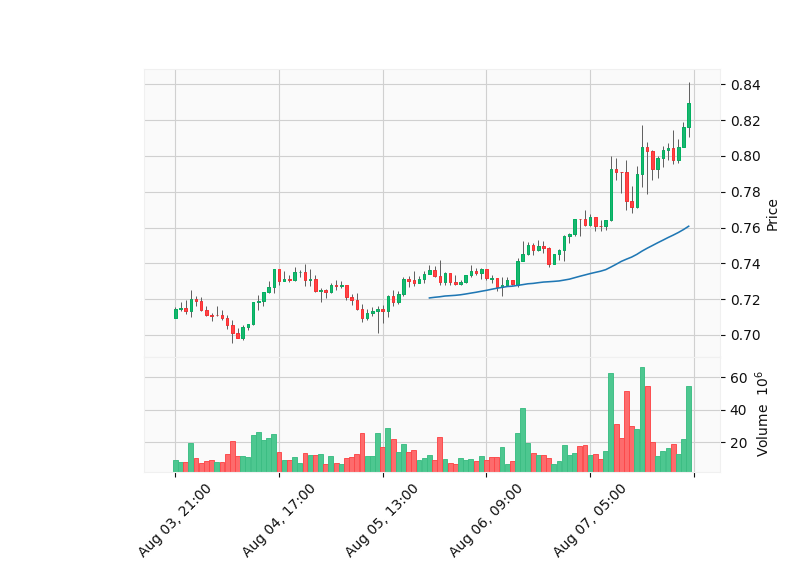 0.84
0.82
0.80
0.78
0.76
0.74
0.72
0.70
Price
60
40
20
Volume 10⁶
Aug 03, 21:00
Aug 04, 17:00
Aug 05, 13:00
Aug 06, 09:00
Aug 07, 05:00